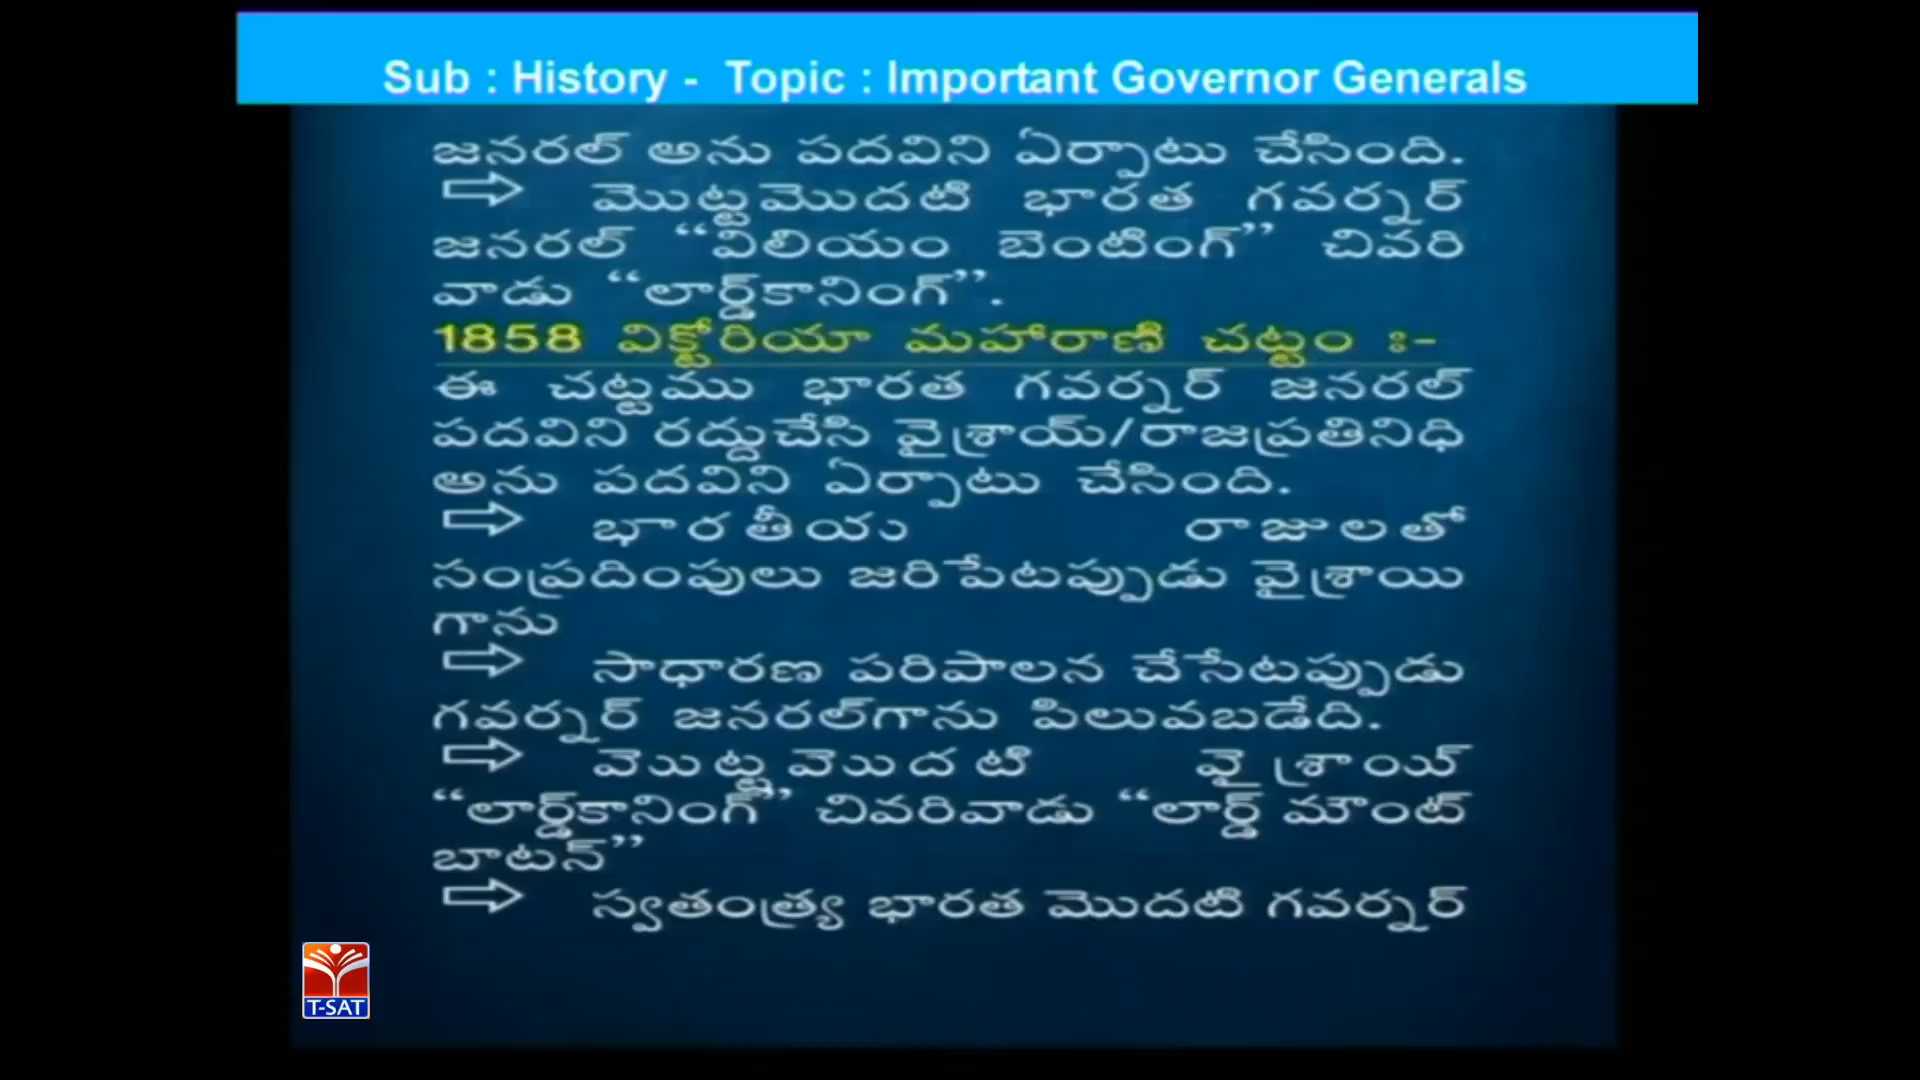 Sub : History -  Topic : Important Governor Generals
జనరల్ అను పదవిని ఏర్పాటు చేసింది.
⇨ మొట్టమొదటి భారత గవర్నర్
జనరల్ “విలియం బెంటింగ్” చివరి
వాడు “లార్డ్‌కానింగ్”.
1858 విక్టోరియా మహారాణి చట్టం :-
ఈ చట్టము భారత గవర్నర్ జనరల్
పదవిని రద్దుచేసి వైశ్రాయ్/రాజప్రతినిధి
అను పదవిని ఏర్పాటు చేసింది.
⇨ భారతీయ రాజులతో
సంప్రదింపులు జరిపేటప్పుడు వైశ్రాయి
గాను
⇨ సాధారణ పరిపాలన చేసేటప్పుడు
గవర్నర్ జనరల్‌గాను పిలువబడేది.
⇨ మొట్టమొదటి వైశ్రాయ్
“లార్డ్‌కానింగ్” చివరివాడు “లార్డ్ మౌంట్
బాటన్”
⇨ స్వతంత్ర్య భారత మొదటి గవర్నర్
T-SAT